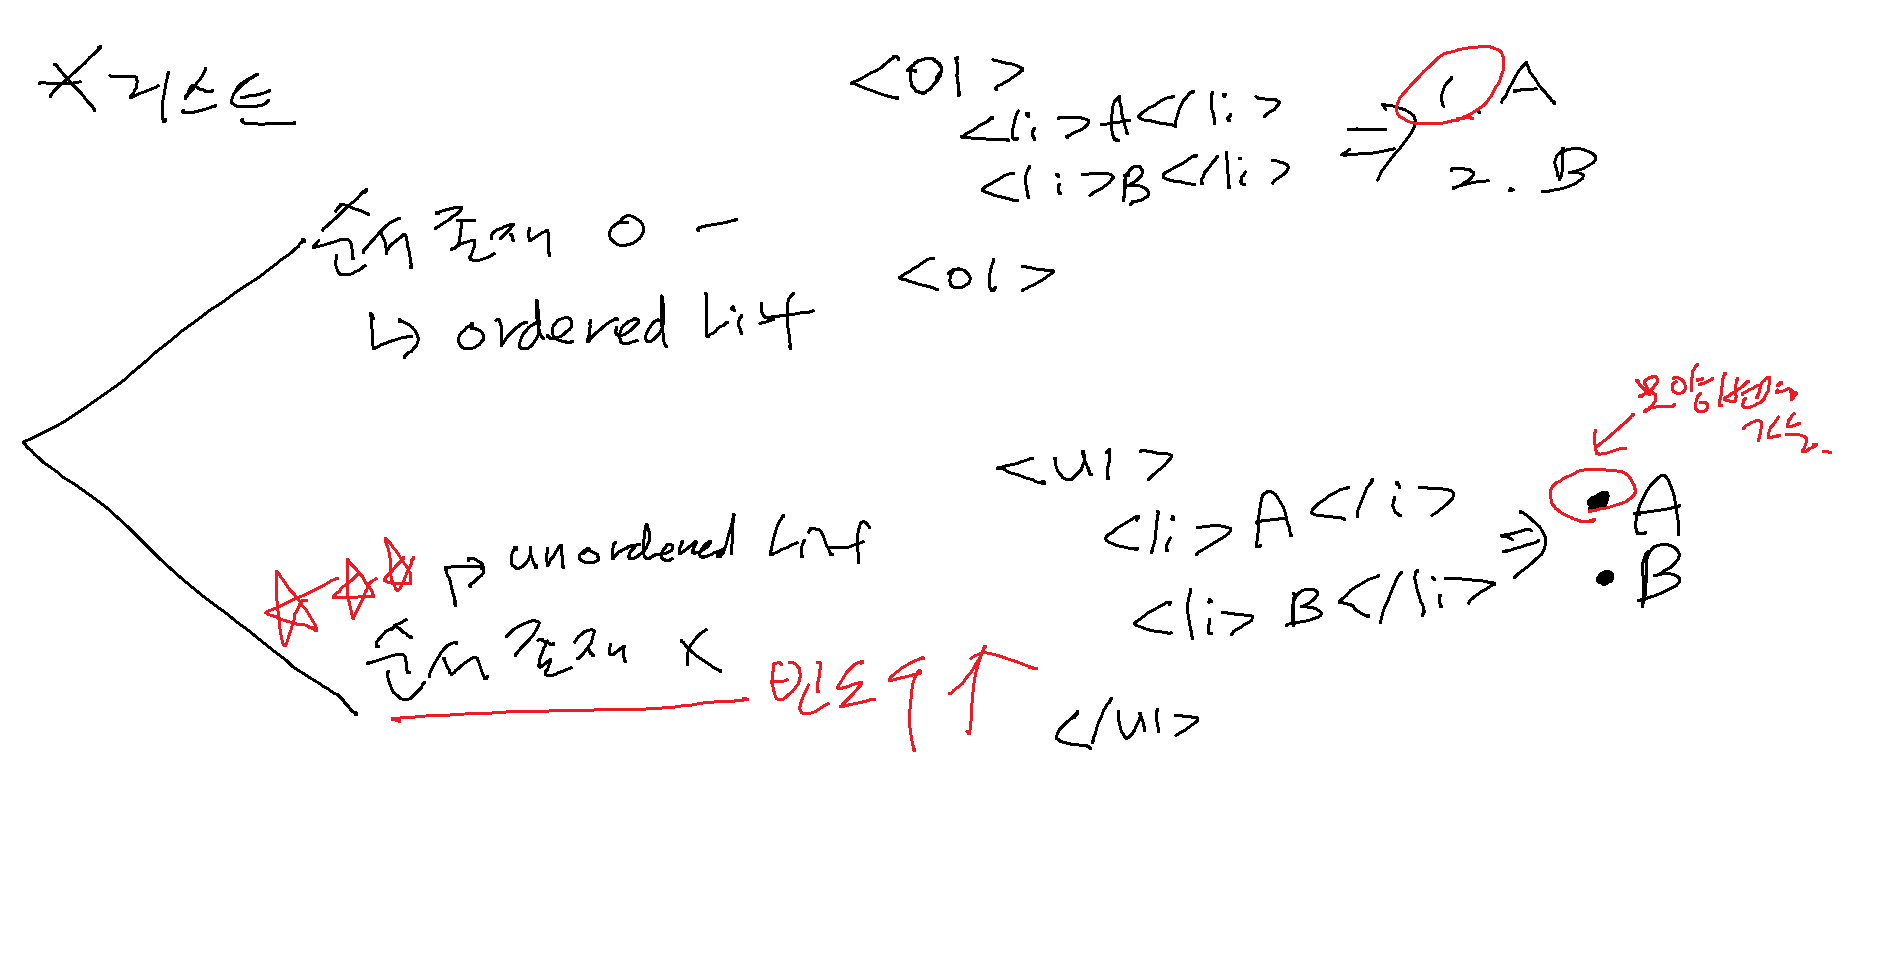 * 리스트
<ol>
<li>A</li>
<li>B</li>
<ol>
⇒ 1. A
2. B
순서 존재 O -
↳ ordered List
unordered List
순서 존재 X
빈도수 ↑
<ul>
<li>A</li>
<li>B</li>
</ul>
⇒ • A
• B
모양 변경
가능.